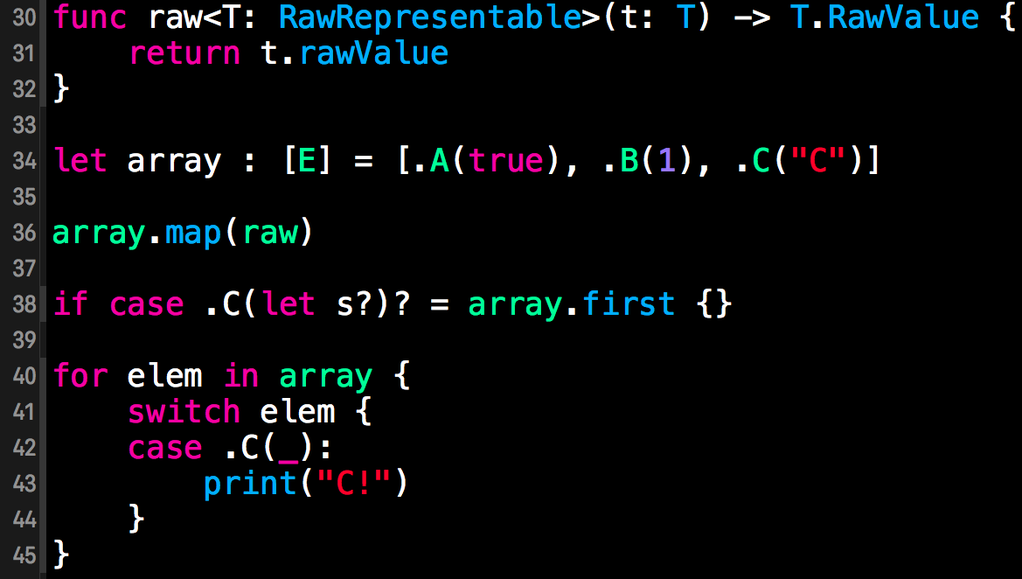 30 func raw<T: RawRepresentable>(t: T) -> T.RawValue {
31     return t.rawValue
32 }
33
34 let array : [E] = [.A(true), .B(1), .C("C")]
35
36 array.map(raw)
37
38 if case .C(let s?)? = array.first {}
39
40 for elem in array {
41     switch elem {
42     case .C(_):
43         print("C!")
44     }
45 }